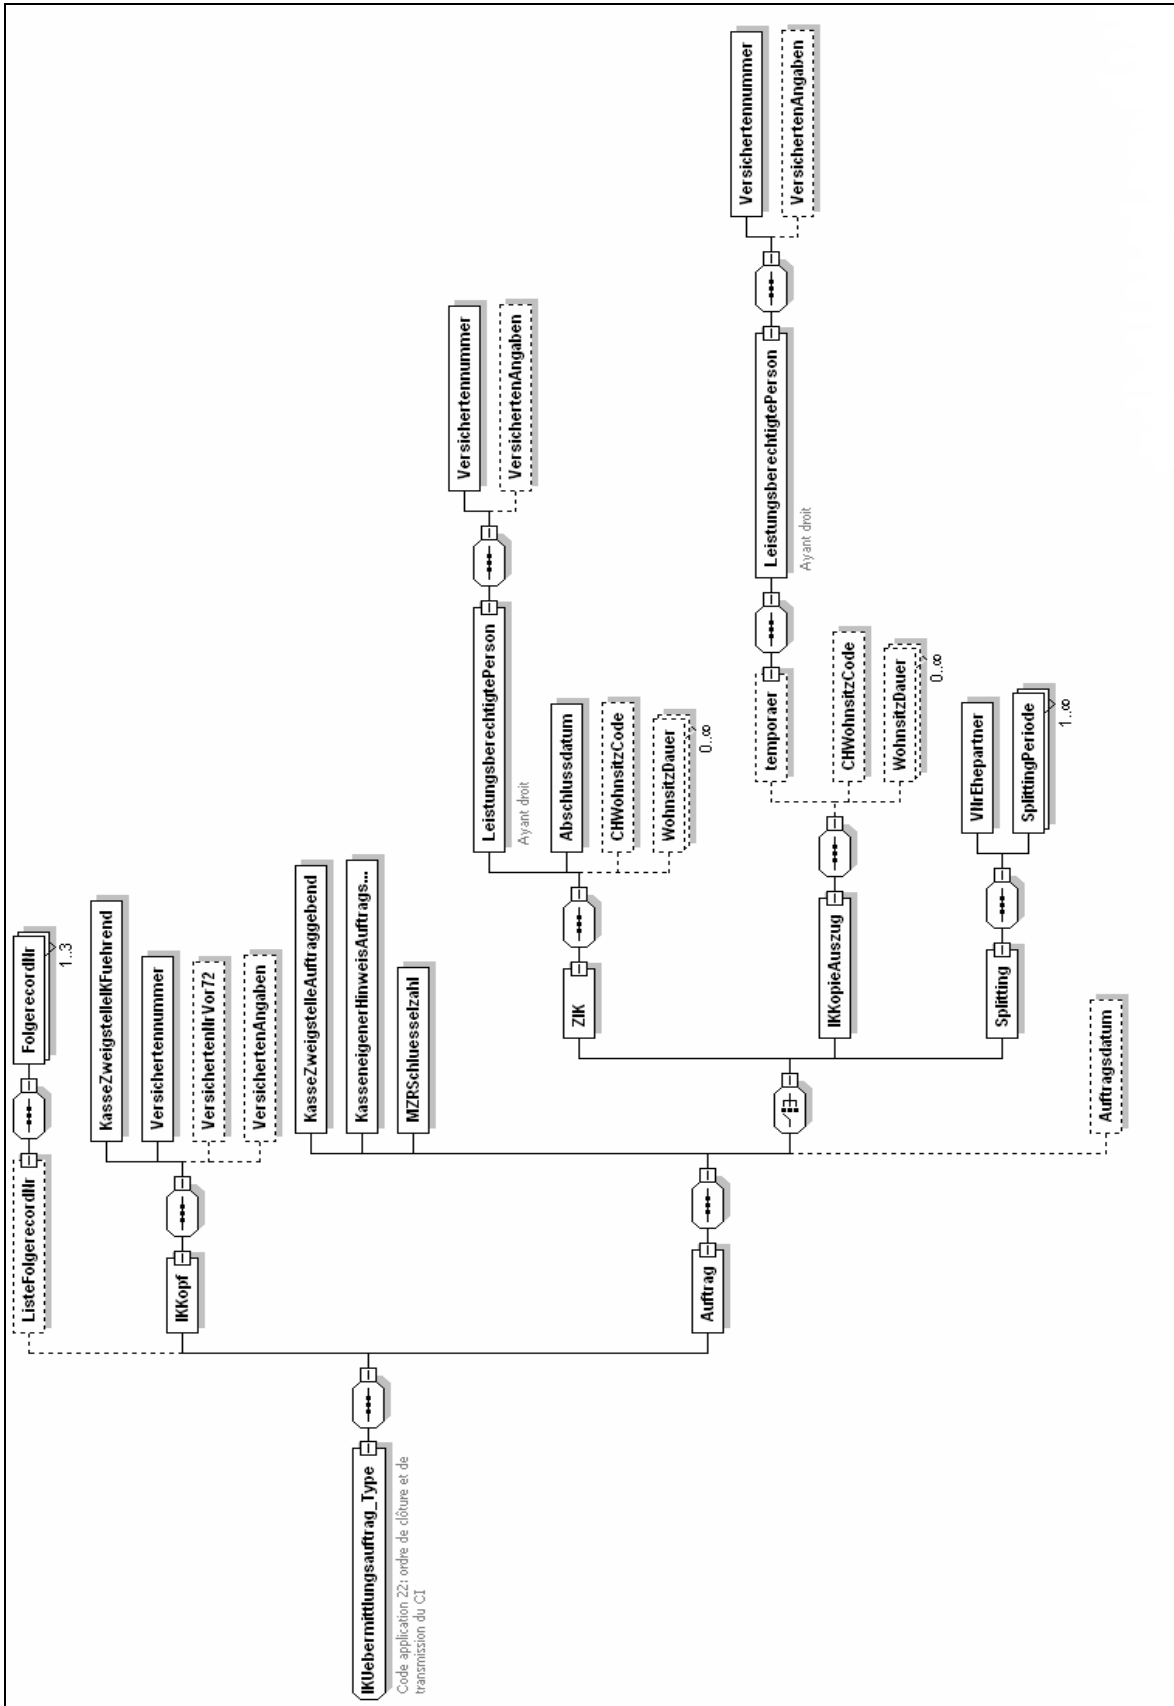 IKUebermittlungsauftrag_Type
Code application 22: ordre de clôture et de
transmission du CI
ListeFolgerecordNr
FolgerecordNr
1..3
IKKopf
KasseZweigstelleIKFuehrend
Versichertennummer
VersichertenNrVor72
VersichertenAngaben
Auftrag
KasseZweigstelleAuftraggebend
KasseneigenerHinweisAuftrags...
MZRSchluesselzahl
ZIK
LeistungsberechtigtePerson
Ayant droit
Versichertennummer
VersichertenAngaben
Abschlussdatum
CHWohnsitzCode
WohnsitzDauer
0..∞
IKKopieAuszug
temporaer
LeistungsberechtigtePerson
Ayant droit
Versichertennummer
VersichertenAngaben
CHWohnsitzCode
WohnsitzDauer
0..∞
Splitting
VNrEhepartner
SplittingPeriode
1..∞
Auftragsdatum